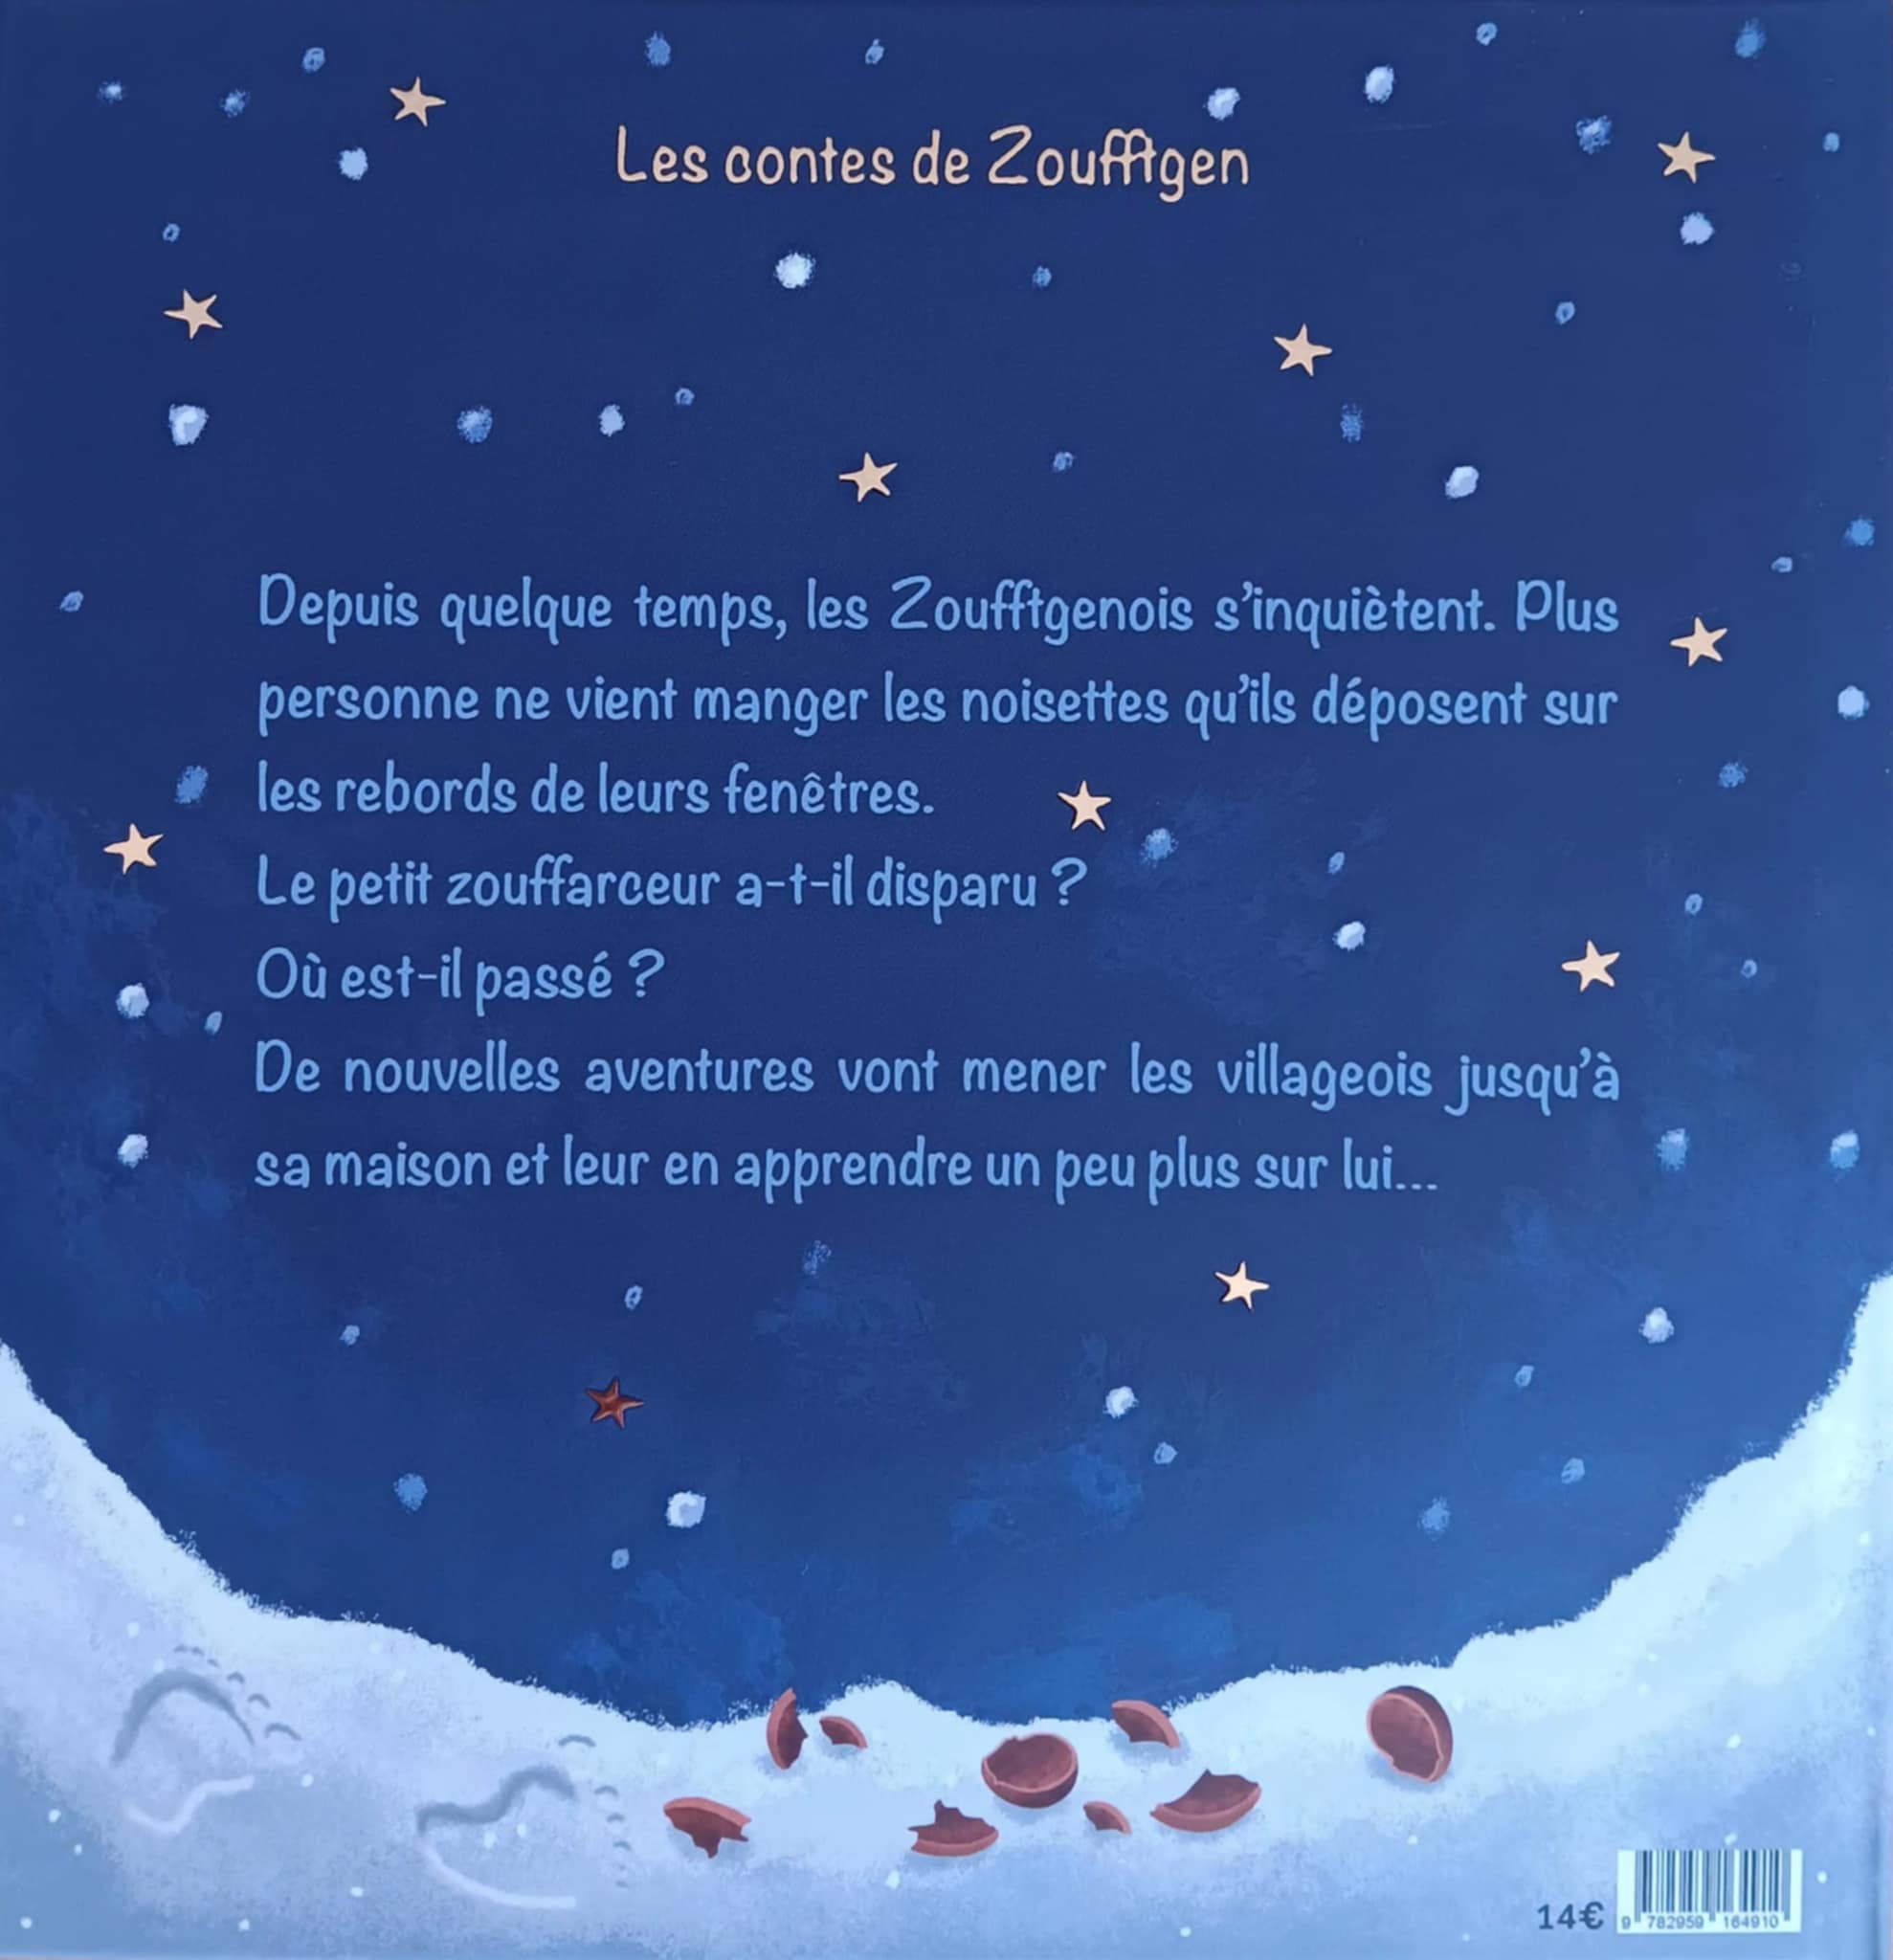 Les contes de Zoufftgen
Depuis quelque temps, les Zoufftgenois s'inquiètent. Plus
personne ne vient manger les noisettes qu'ils déposent sur
les rebords de leurs fenêtres.
Le petit zouffarceur a-t-il disparu ?
Où est-il passé ?
De nouvelles aventures vont mener les villageois jusqu'à
sa maison et leur en apprendre un peu plus sur lui...
14€
9 782959 164910